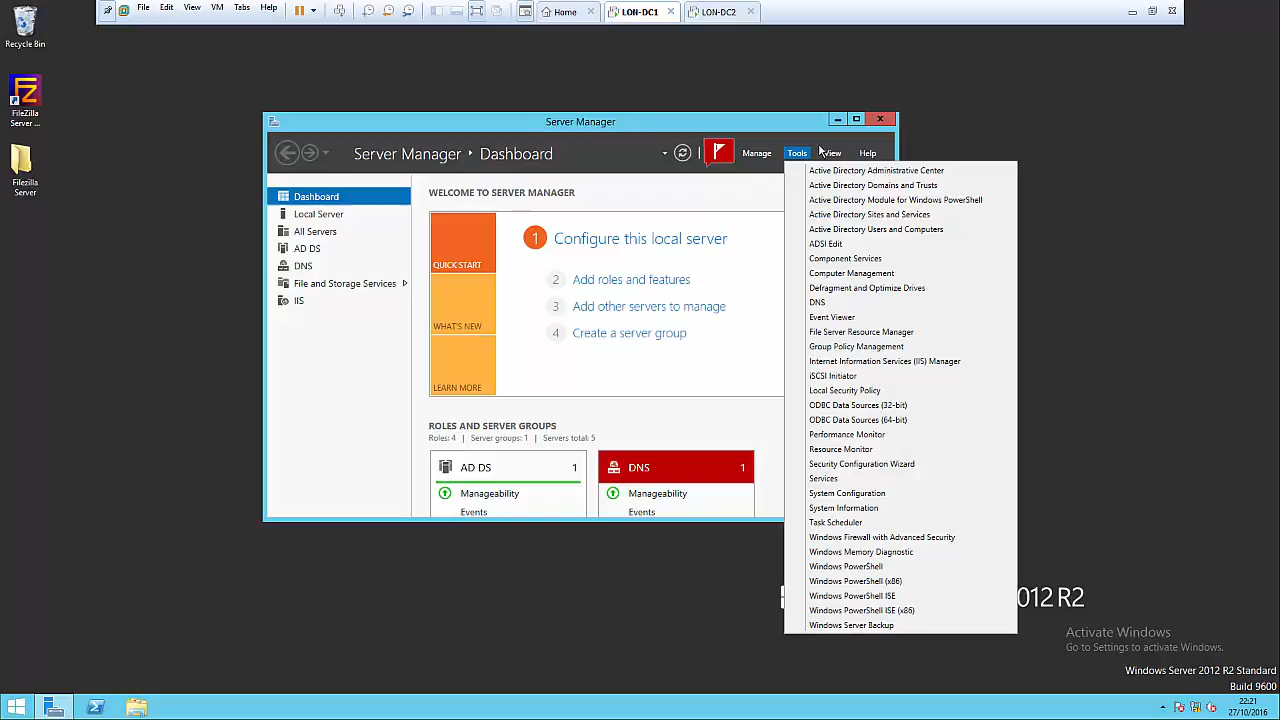 File Edit View VM Tabs Help
Home
LON-DC1
LON-DC2
Recycle Bin
FileZilla
Server ...
Filezilla
Server
Server Manager
Server Manager • Dashboard
Manage Tools View Help
Dashboard
Local Server
All Servers
AD DS
DNS
File and Storage Services
IIS
WELCOME TO SERVER MANAGER
QUICK START
WHAT'S NEW
LEARN MORE
1 Configure this local server
2 Add roles and features
3 Add other servers to manage
4 Create a server group
ROLES AND SERVER GROUPS
Roles: 4 | Server groups: 1 | Servers total: 5
AD DS 1
Manageability
Events
DNS 1
Manageability
Events
Active Directory Administrative Center
Active Directory Domains and Trusts
Active Directory Module for Windows PowerShell
Active Directory Sites and Services
Active Directory Users and Computers
ADSI Edit
Component Services
Computer Management
Defragment and Optimize Drives
DNS
Event Viewer
File Server Resource Manager
Group Policy Management
Internet Information Services (IIS) Manager
iSCSI Initiator
Local Security Policy
ODBC Data Sources (32-bit)
ODBC Data Sources (64-bit)
Performance Monitor
Resource Monitor
Security Configuration Wizard
Services
System Configuration
System Information
Task Scheduler
Windows Firewall with Advanced Security
Windows Memory Diagnostic
Windows PowerShell
Windows PowerShell (x86)
Windows PowerShell ISE
Windows PowerShell ISE (x86)
Windows Server Backup
012 R2
Activate Windows
Go to Settings to activate Windows.
Windows Server 2012 R2 Standard
Build 9600
22:21
27/10/2016